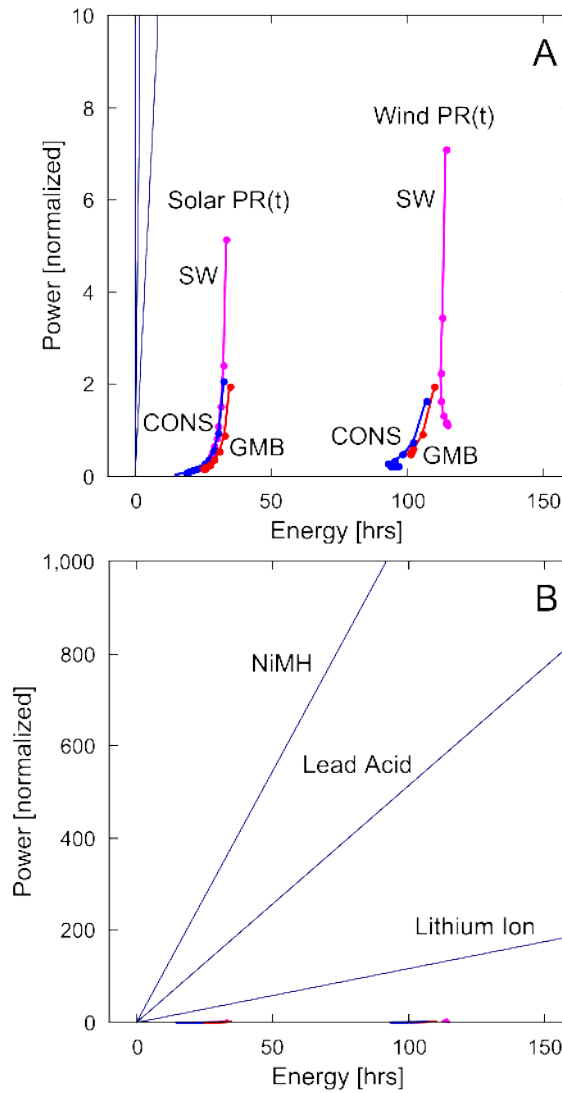 A
10
8
6
4
2
0
Power [normalized]
Wind PR(t)
SW
Solar PR(t)
SW
CONS
GMB
CONS
GMB
0
50
100
150
Energy [hrs]
B
1,000
800
600
400
200
0
Power [normalized]
NiMH
Lead Acid
Lithium Ion
0
50
100
150
Energy [hrs]